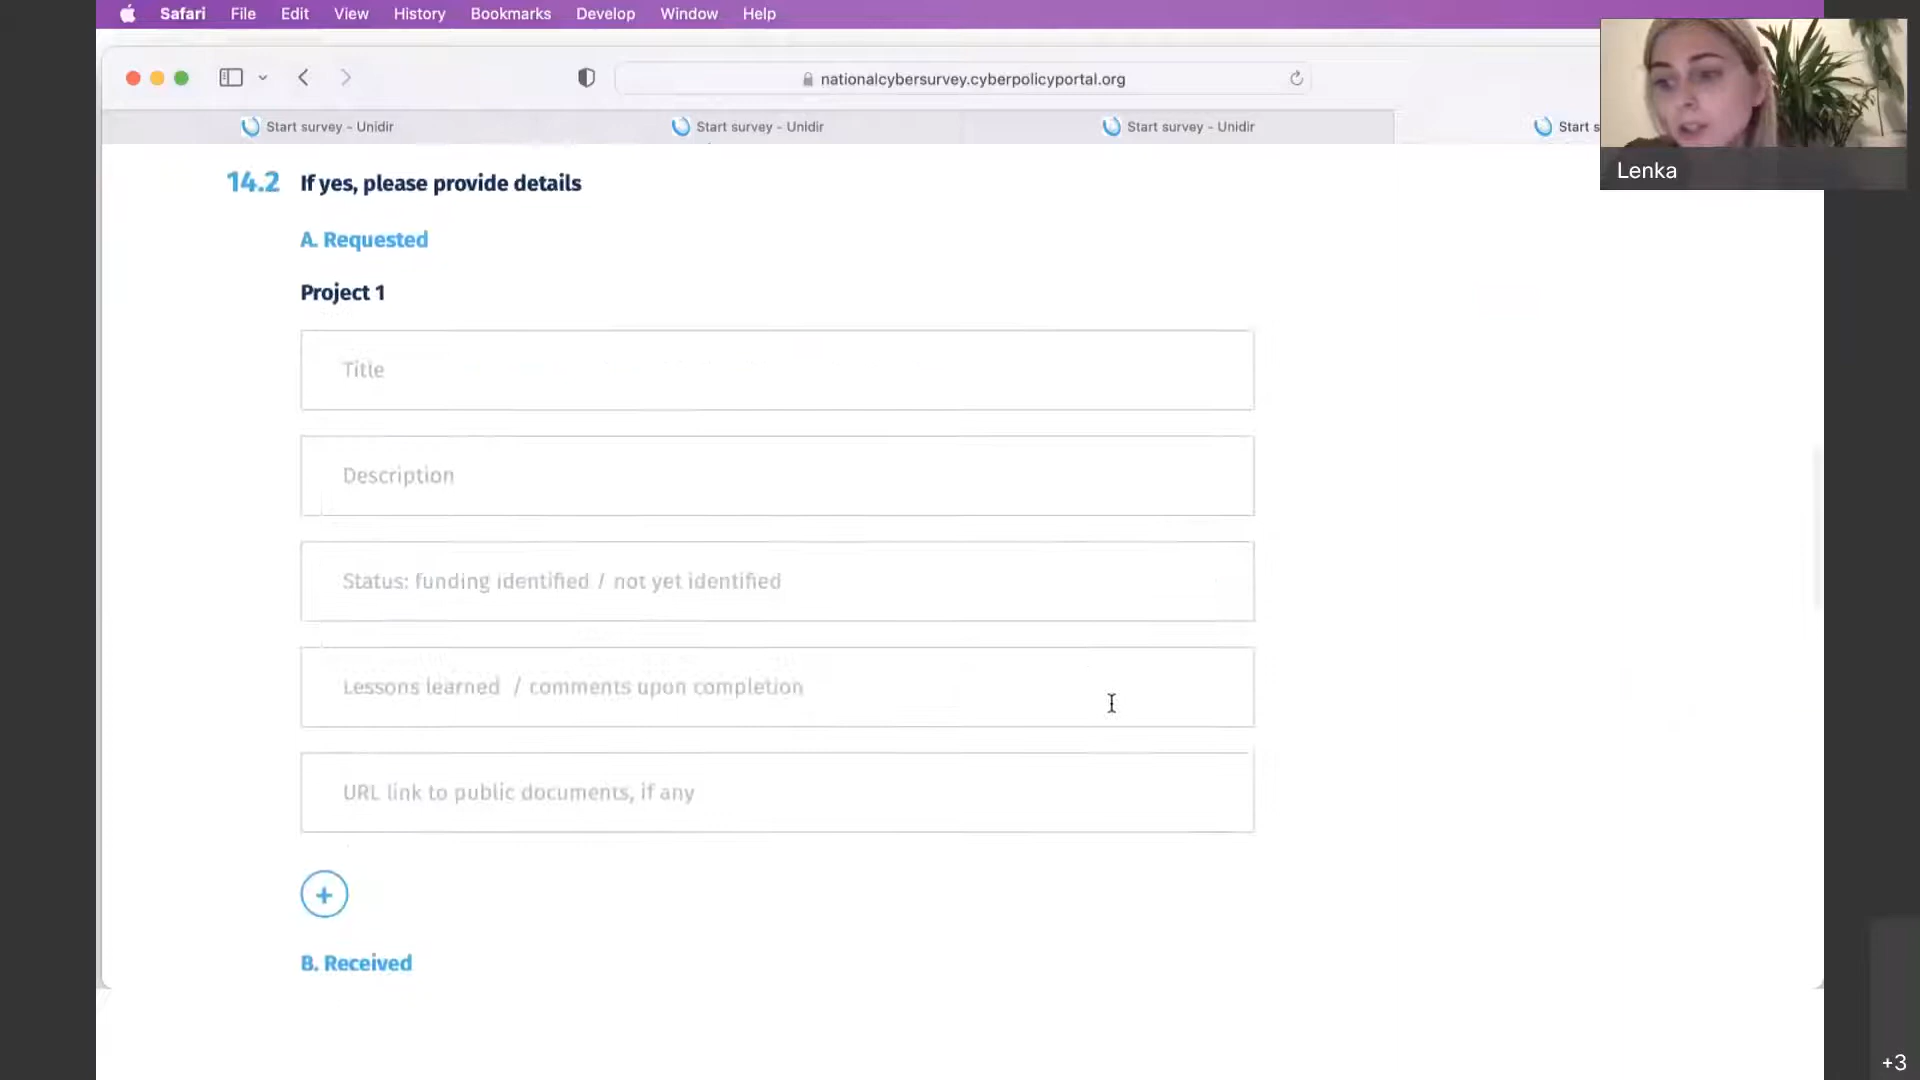 Safari File Edit View History Bookmarks Develop Window Help
nationalcybersurvey.cyberpolicyportal.org
Start survey – Unidir
Start survey – Unidir
Start survey – Unidir
Start s
Lenka
14.2 If yes, please provide details
A. Requested
Project 1
Title
Description
Status: funding identified / not yet identified
Lessons learned / comments upon completion
URL link to public documents, if any
+
B. Received
+3